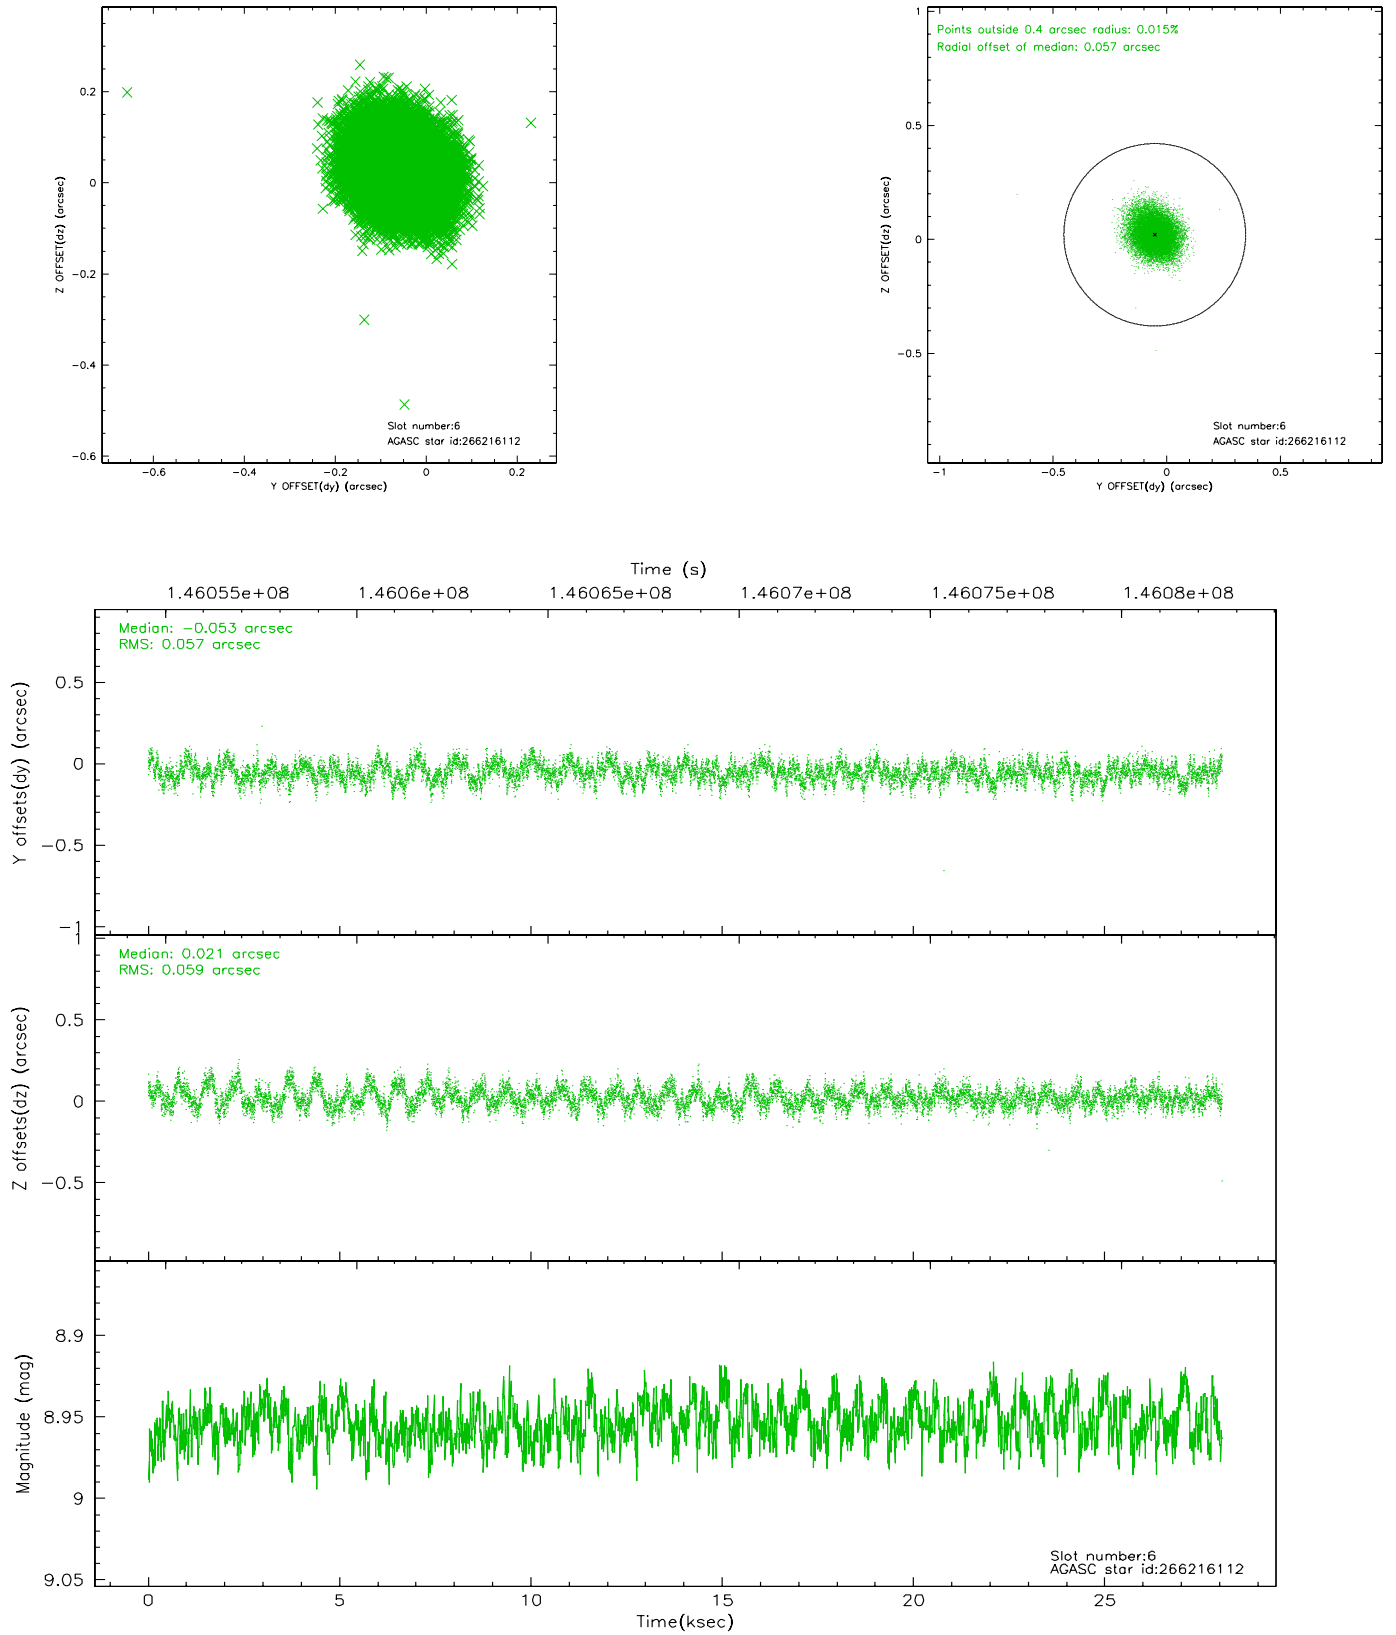 0.2
0
-0.2
-0.4
-0.6
Z OFFSET(dz) (arcsec)
Slot number:6
AGASC star id:266216112
-0.6
-0.4
-0.2
0
0.2
Y OFFSET(dy) (arcsec)
Points outside 0.4 arcsec radius: 0.015%
Radial offset of median: 0.057 arcsec
1
0.5
0
-0.5
Z OFFSET(dz) (arcsec)
Slot number:6
AGASC star id:266216112
-1
-0.5
0
0.5
Y OFFSET(dy) (arcsec)
Time (s)
1.46055e+08
1.4606e+08
1.46065e+08
1.4607e+08
1.46075e+08
1.4608e+08
Median: -0.053 arcsec
RMS: 0.057 arcsec
0.5
0
-0.5
-1
Y offsets(dy) (arcsec)
Median: 0.021 arcsec
RMS: 0.059 arcsec
1
0.5
0
-0.5
Z offsets(dz) (arcsec)
8.9
8.95
9
9.05
Magnitude (mag)
Slot number:6
AGASC star id:266216112
0
5
10
15
20
25
Time(ksec)